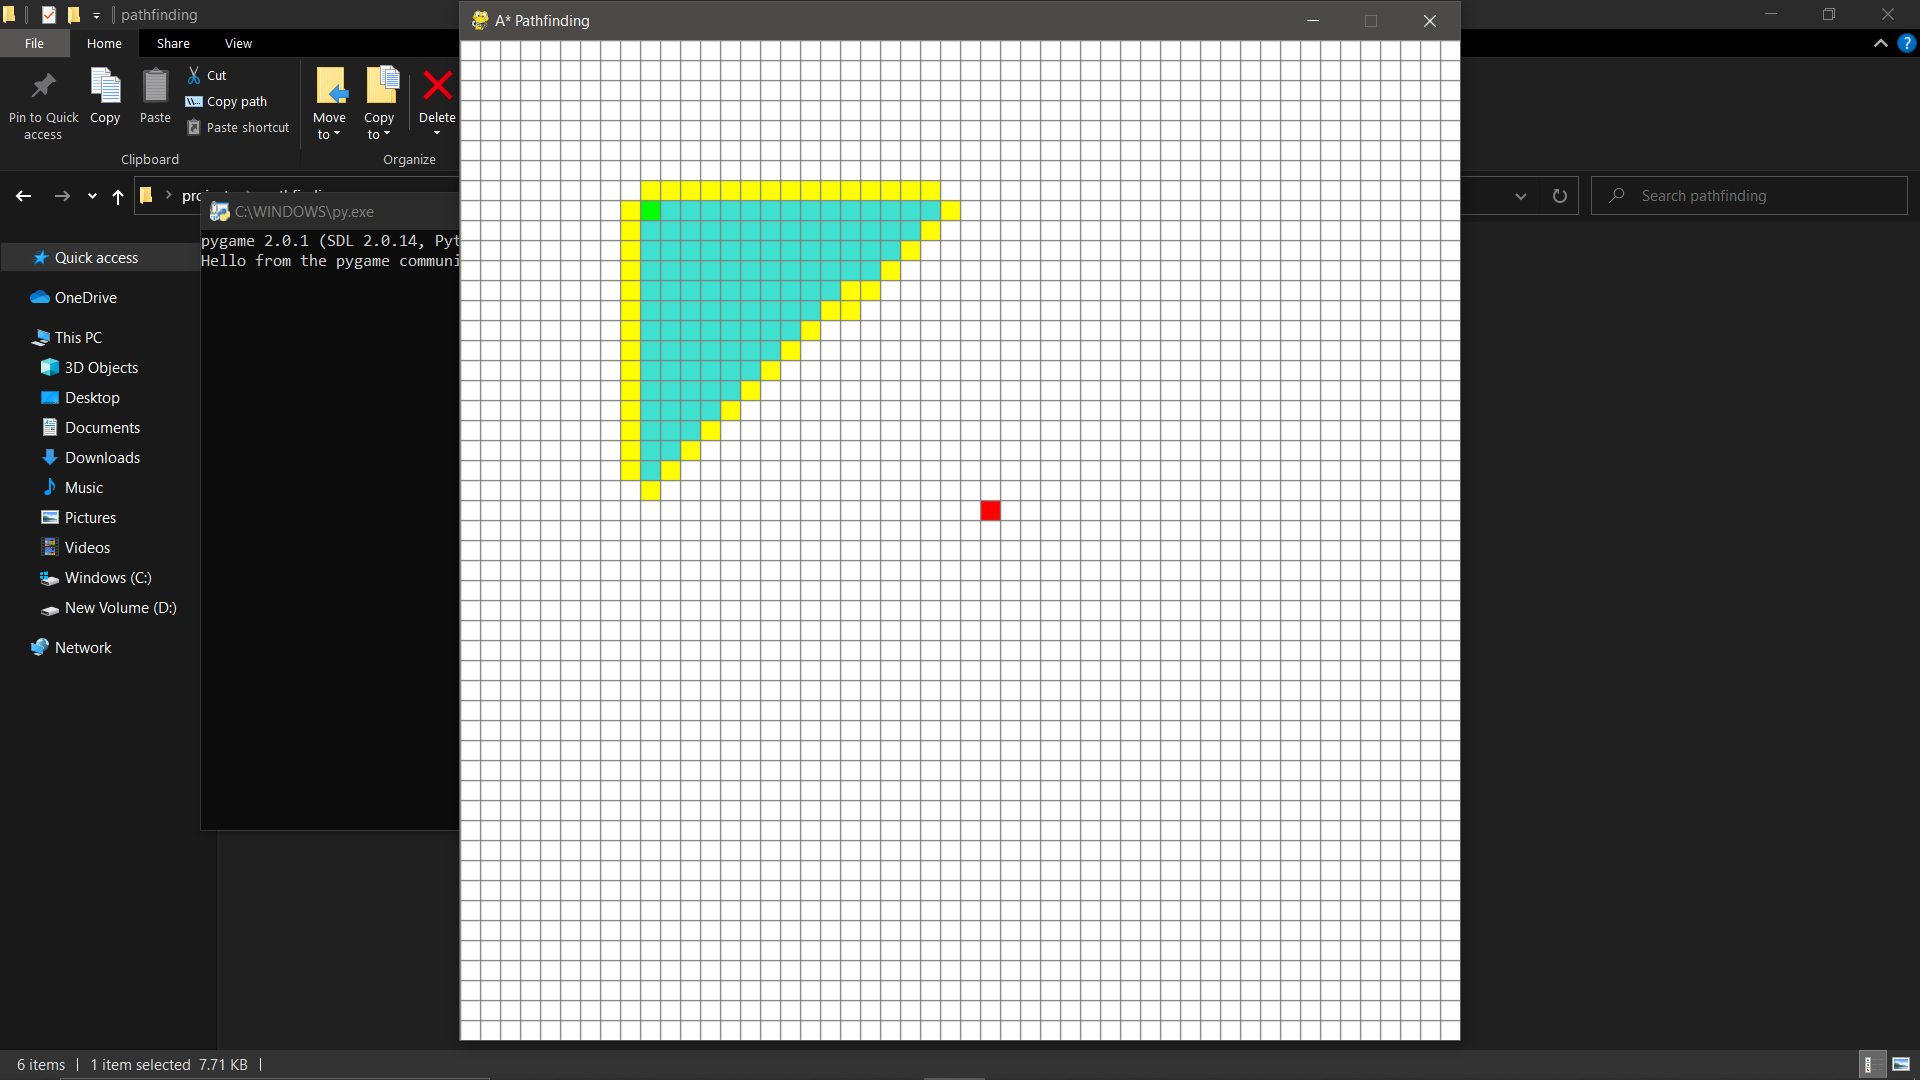 pathfinding
File
Home
Share
View
Pin to Quick access
Copy
Paste
Cut
Copy path
Paste shortcut
Clipboard
Move to
Copy to
Delete
Organize
Search pathfinding
Quick access
OneDrive
This PC
3D Objects
Desktop
Documents
Downloads
Music
Pictures
Videos
Windows (C:)
New Volume (D:)
Network
C:\WINDOWS\py.exe
pygame 2.0.1 (SDL 2.0.14, Pyt
Hello from the pygame communi
A* Pathfinding
6 items
1 item selected 7.71 KB